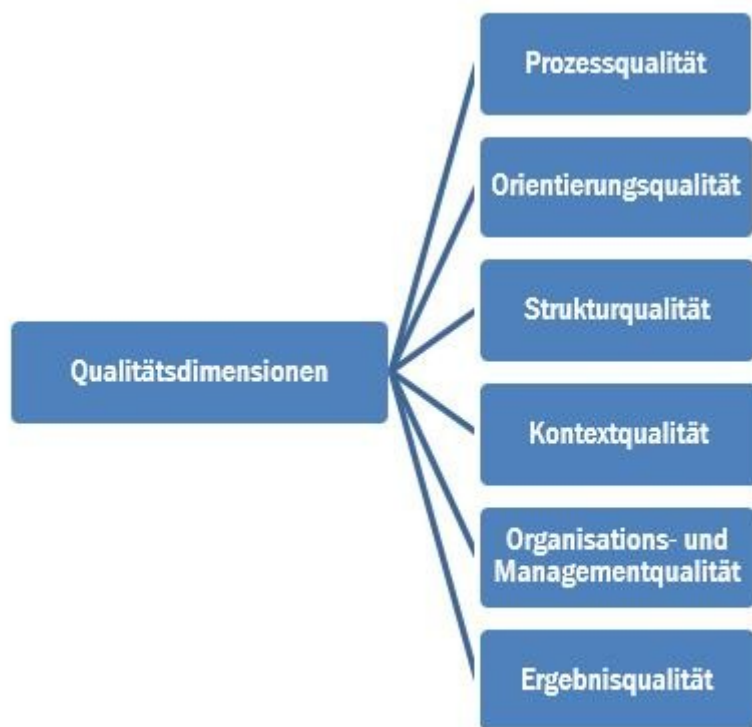 Prozessqualität
Orientierungsqualität
Strukturqualität
Qualitätsdimensionen
Kontextqualität
Organisations- und
Managementqualität
Ergebnisqualität